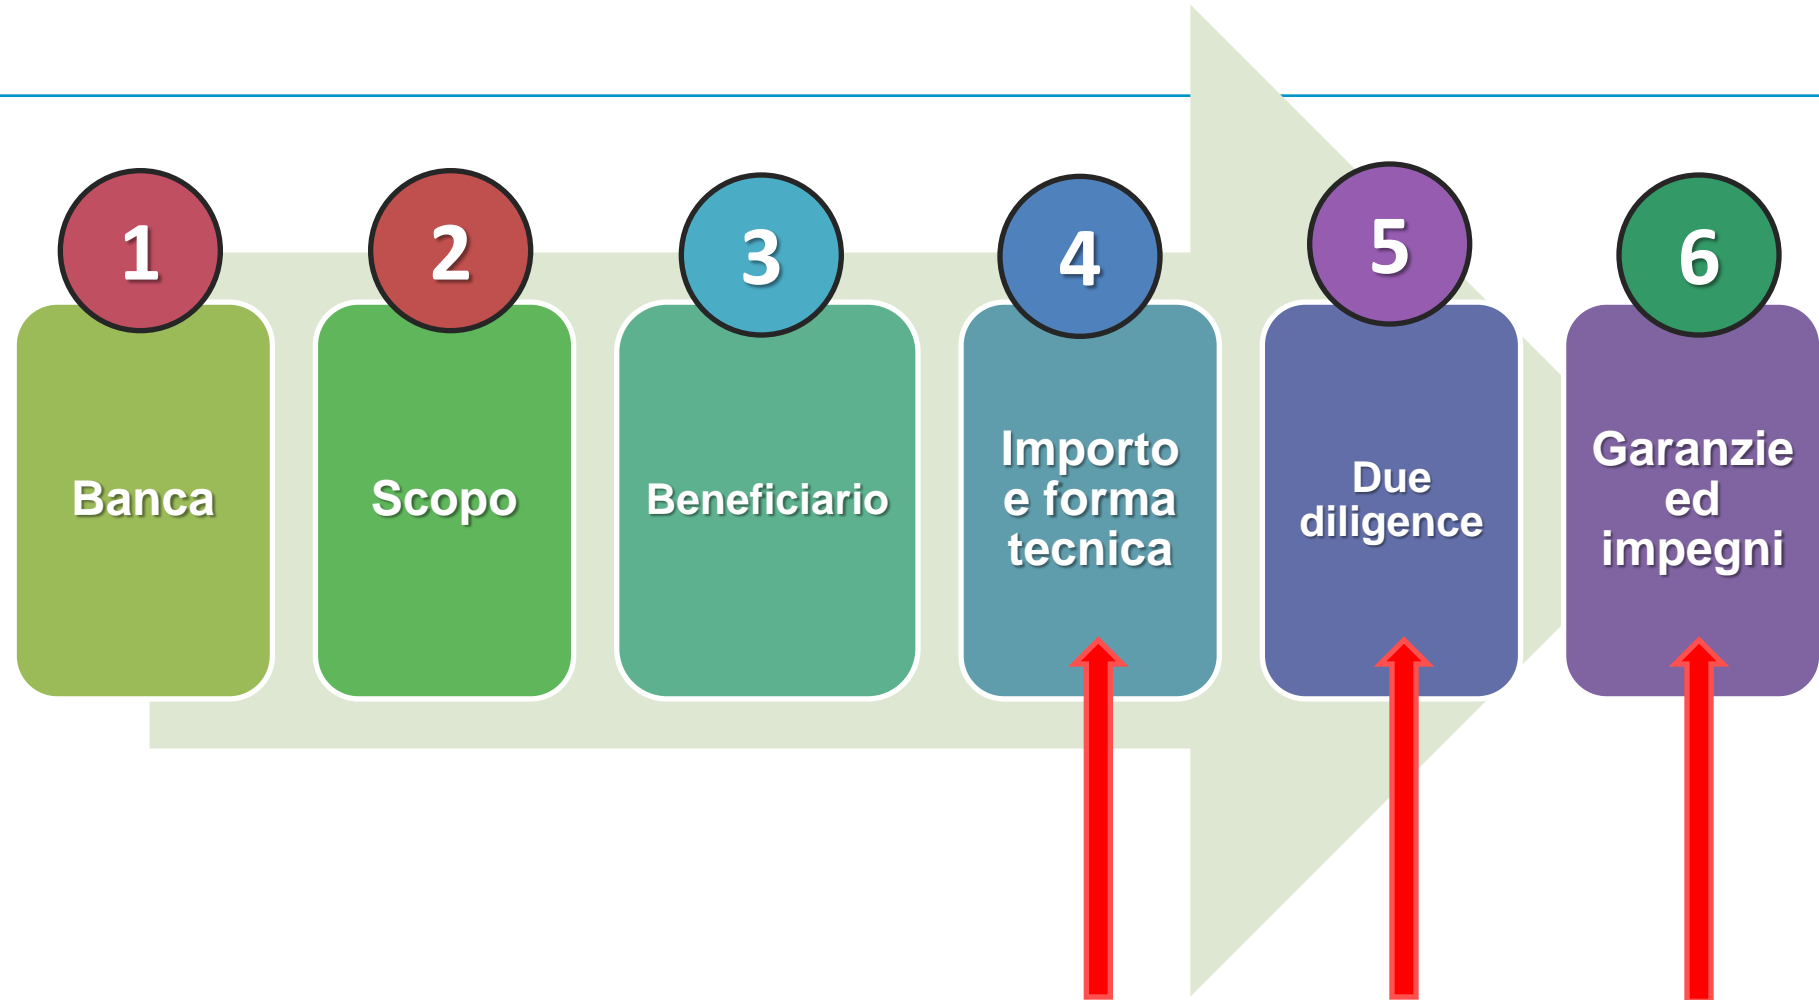 1
Banca
2
Scopo
3
Beneficiario
4
Importo
e forma
tecnica
5
Due
diligence
6
Garanzie
ed
impegni